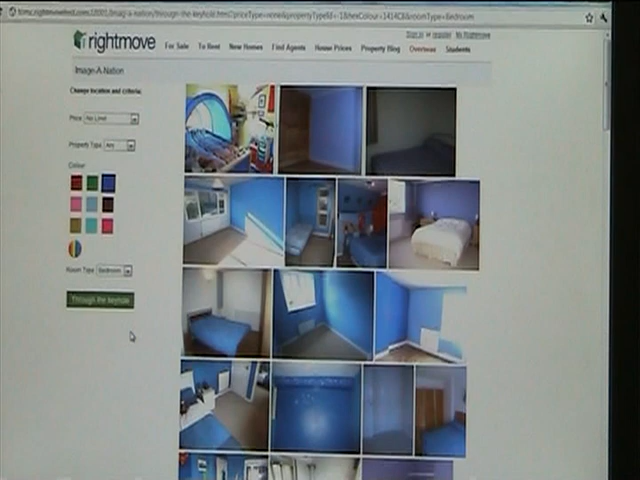 rightmove
Sign in or register My Rightmove
For Sale To Rent New Homes Find Agents House Prices Property Blog Overseas Students
Image-A-Nation
Change location and criteria:
Price No Limit
Property Type Any
Colour
Room Type Bedroom
Through the keyhole